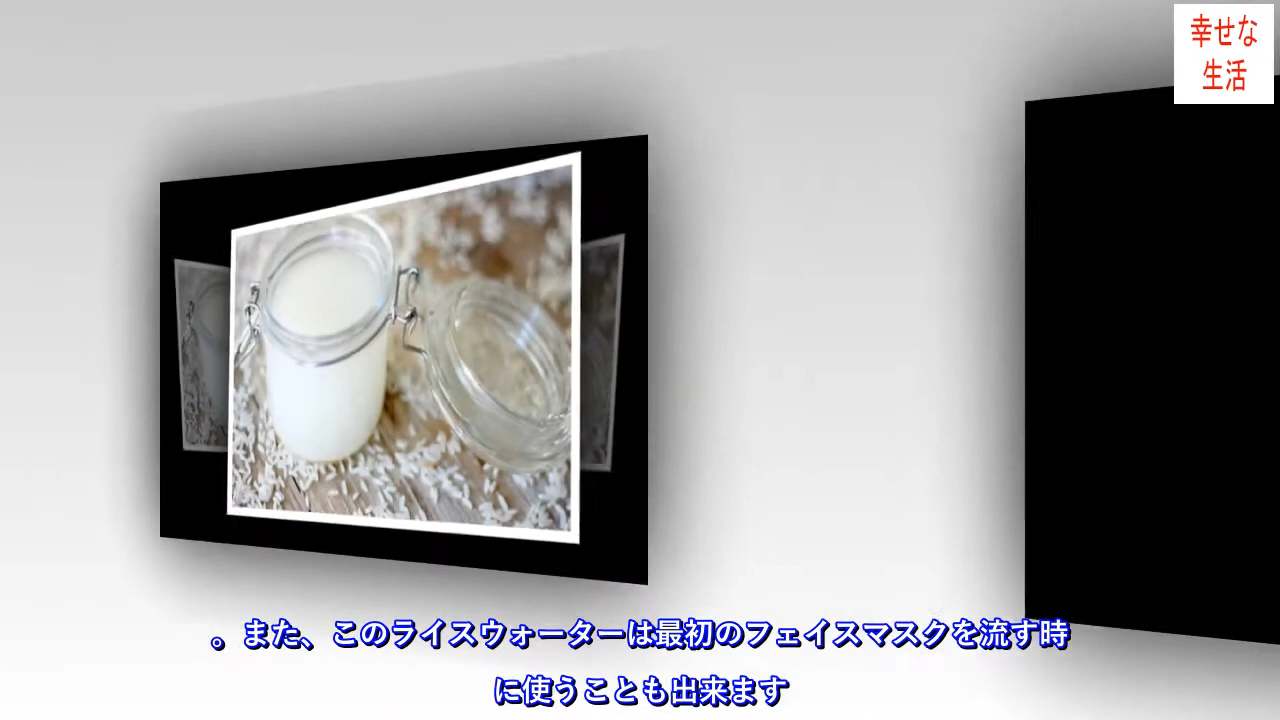 幸せな
生活
。また、このライスウォーターは最初のフェイスマスクを流す時
に使うことも出来ます